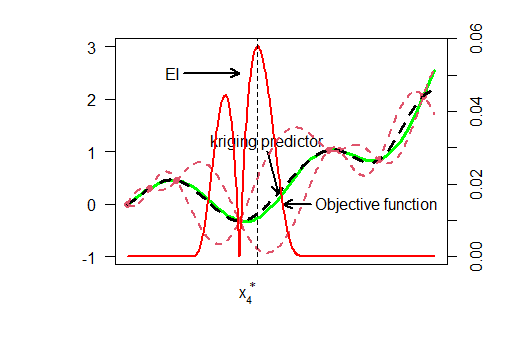 3
2
1
0
-1
0.06
0.04
0.02
0.00
EI
kriging predictor
Objective function
x₄*